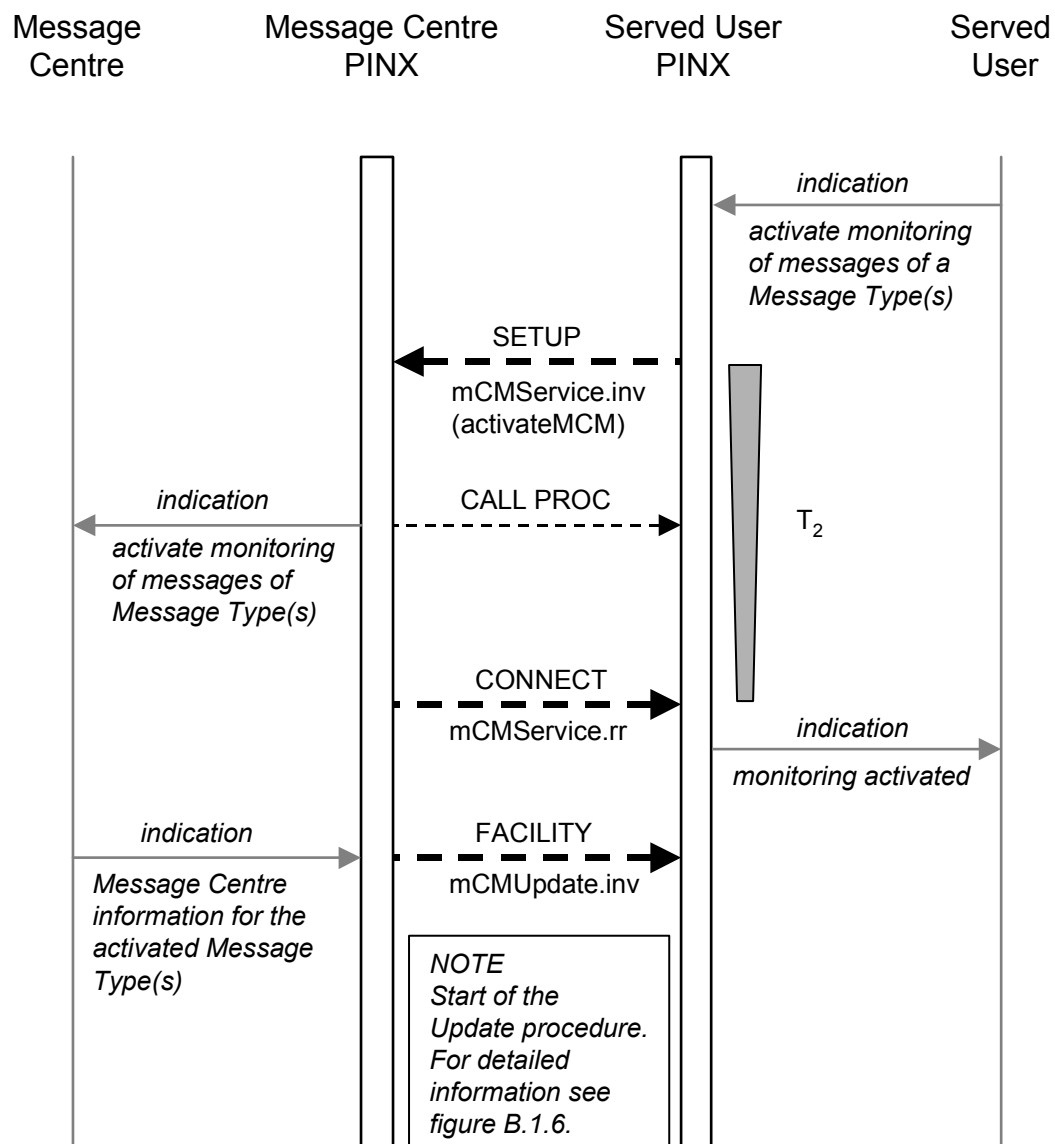 Message Centre
Message Centre PINX
Served User PINX
Served User
indication
activate monitoring
of messages of a
Message Type(s)
SETUP
mCMService.inv
(activateMCM)
T2
indication
CALL PROC
activate monitoring
of messages of
Message Type(s)
CONNECT
mCMService.rr
indication
monitoring activated
indication
FACILITY
mCMUpdate.inv
Message Centre
information for the
activated Message
Type(s)
NOTE
Start of the
Update procedure.
For detailed
information see
figure B.1.6.